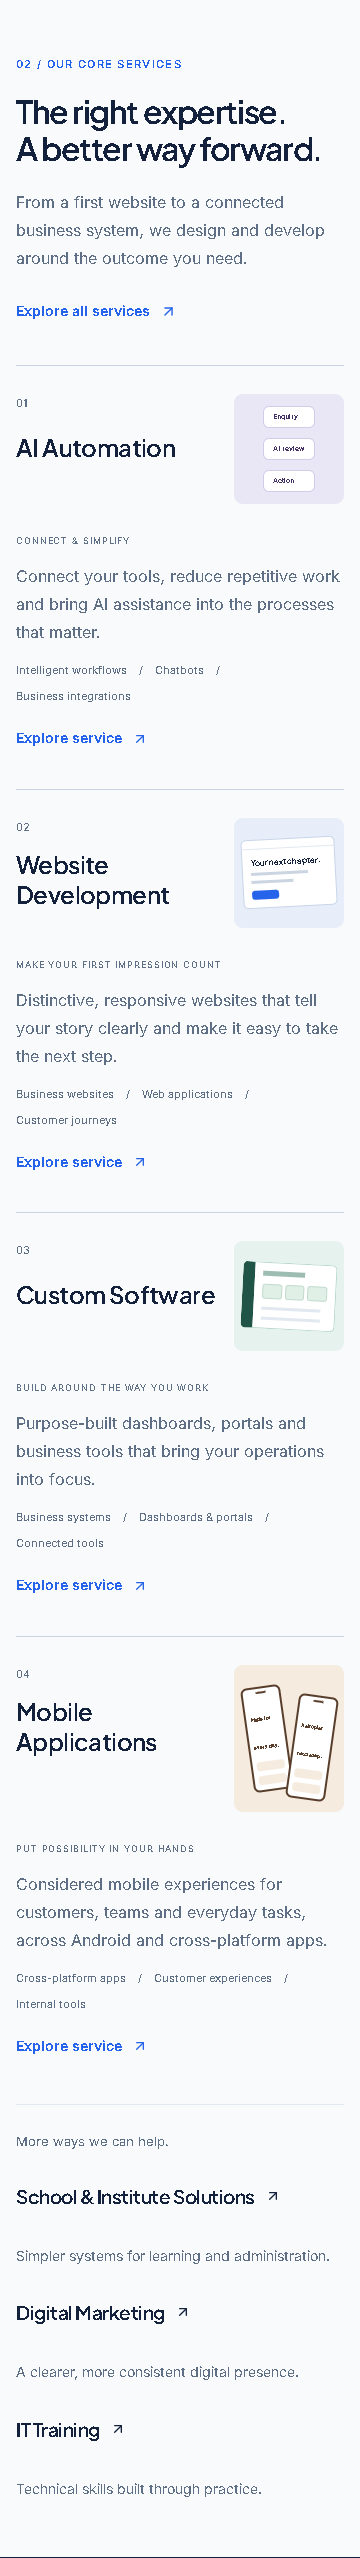 02 / OUR CORE SERVICES
The right expertise.
A better way forward.
From a first website to a connected
business system, we design and develop
around the outcome you need.
Explore all services
01
AI Automation
Enquiry
AI review
Action
CONNECT & SIMPLIFY
Connect your tools, reduce repetitive work
and bring AI assistance into the processes
that matter.
Intelligent workflows / Chatbots /
Business integrations
Explore service
02
Website
Development
Your next chapter.
MAKE YOUR FIRST IMPRESSION COUNT
Distinctive, responsive websites that tell
your story clearly and make it easy to take
the next step.
Business websites / Web applications /
Customer journeys
Explore service
03
Custom Software
BUILD AROUND THE WAY YOU WORK
Purpose-built dashboards, portals and
business tools that bring your operations
into focus.
Business systems / Dashboards & portals /
Connected tools
Explore service
04
Mobile
Applications
Made for
every day.
A simpler
next step.
PUT POSSIBILITY IN YOUR HANDS
Considered mobile experiences for
customers, teams and everyday tasks,
across Android and cross-platform apps.
Cross-platform apps / Customer experiences /
Internal tools
Explore service
More ways we can help.
School & Institute Solutions
Simpler systems for learning and administration.
Digital Marketing
A clearer, more consistent digital presence.
IT Training
Technical skills built through practice.